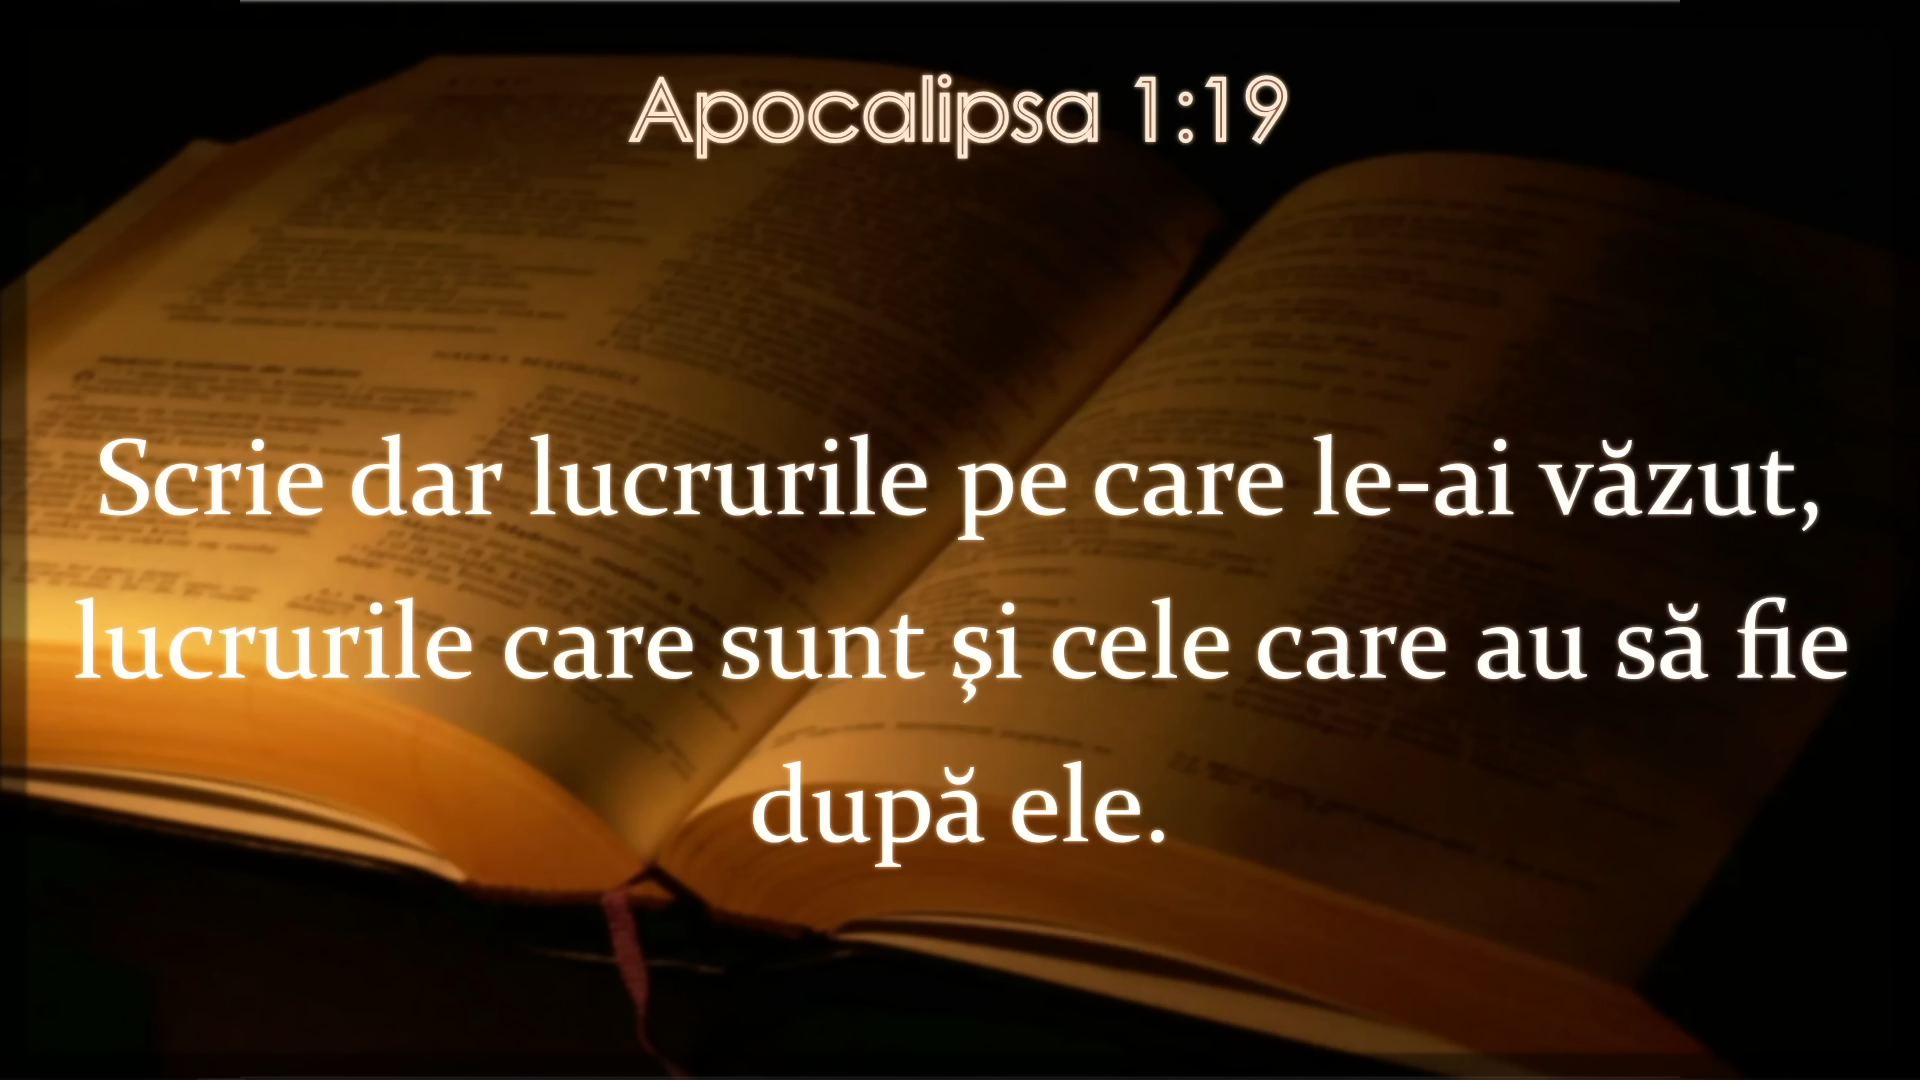 Apocalipsa 1:19
Scrie dar lucrurile pe care le-ai văzut,
lucrurile care sunt şi cele care au să fie
după ele.